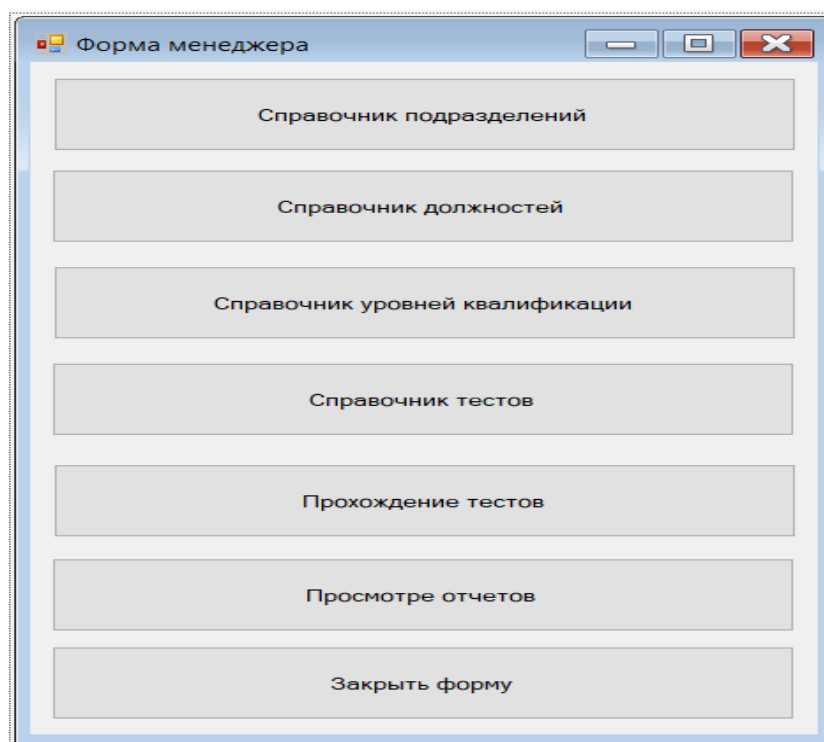 Форма менеджера
Справочник подразделений
Справочник должностей
Справочник уровней квалификации
Справочник тестов
Прохождение тестов
Просмотре отчетов
Закрыть форму